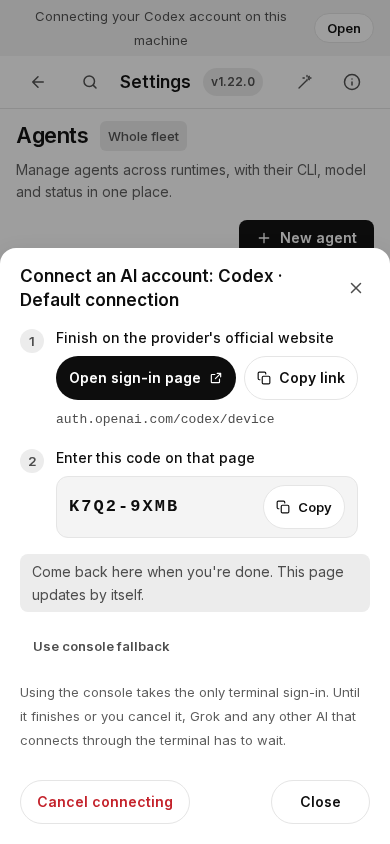 Connecting your Codex account on this
machine
Open
Settings
v1.22.0
Agents
Whole fleet
Manage agents across runtimes, with their CLI, model
and status in one place.
New agent
Connect an AI account: Codex ·
Default connection
1
Finish on the provider's official website
Open sign-in page
Copy link
auth.openai.com/codex/device
2
Enter this code on that page
K7Q2-9XMB
Copy
Come back here when you're done. This page
updates by itself.
Use console fallback
Using the console takes the only terminal sign-in. Until
it finishes or you cancel it, Grok and any other AI that
connects through the terminal has to wait.
Cancel connecting
Close